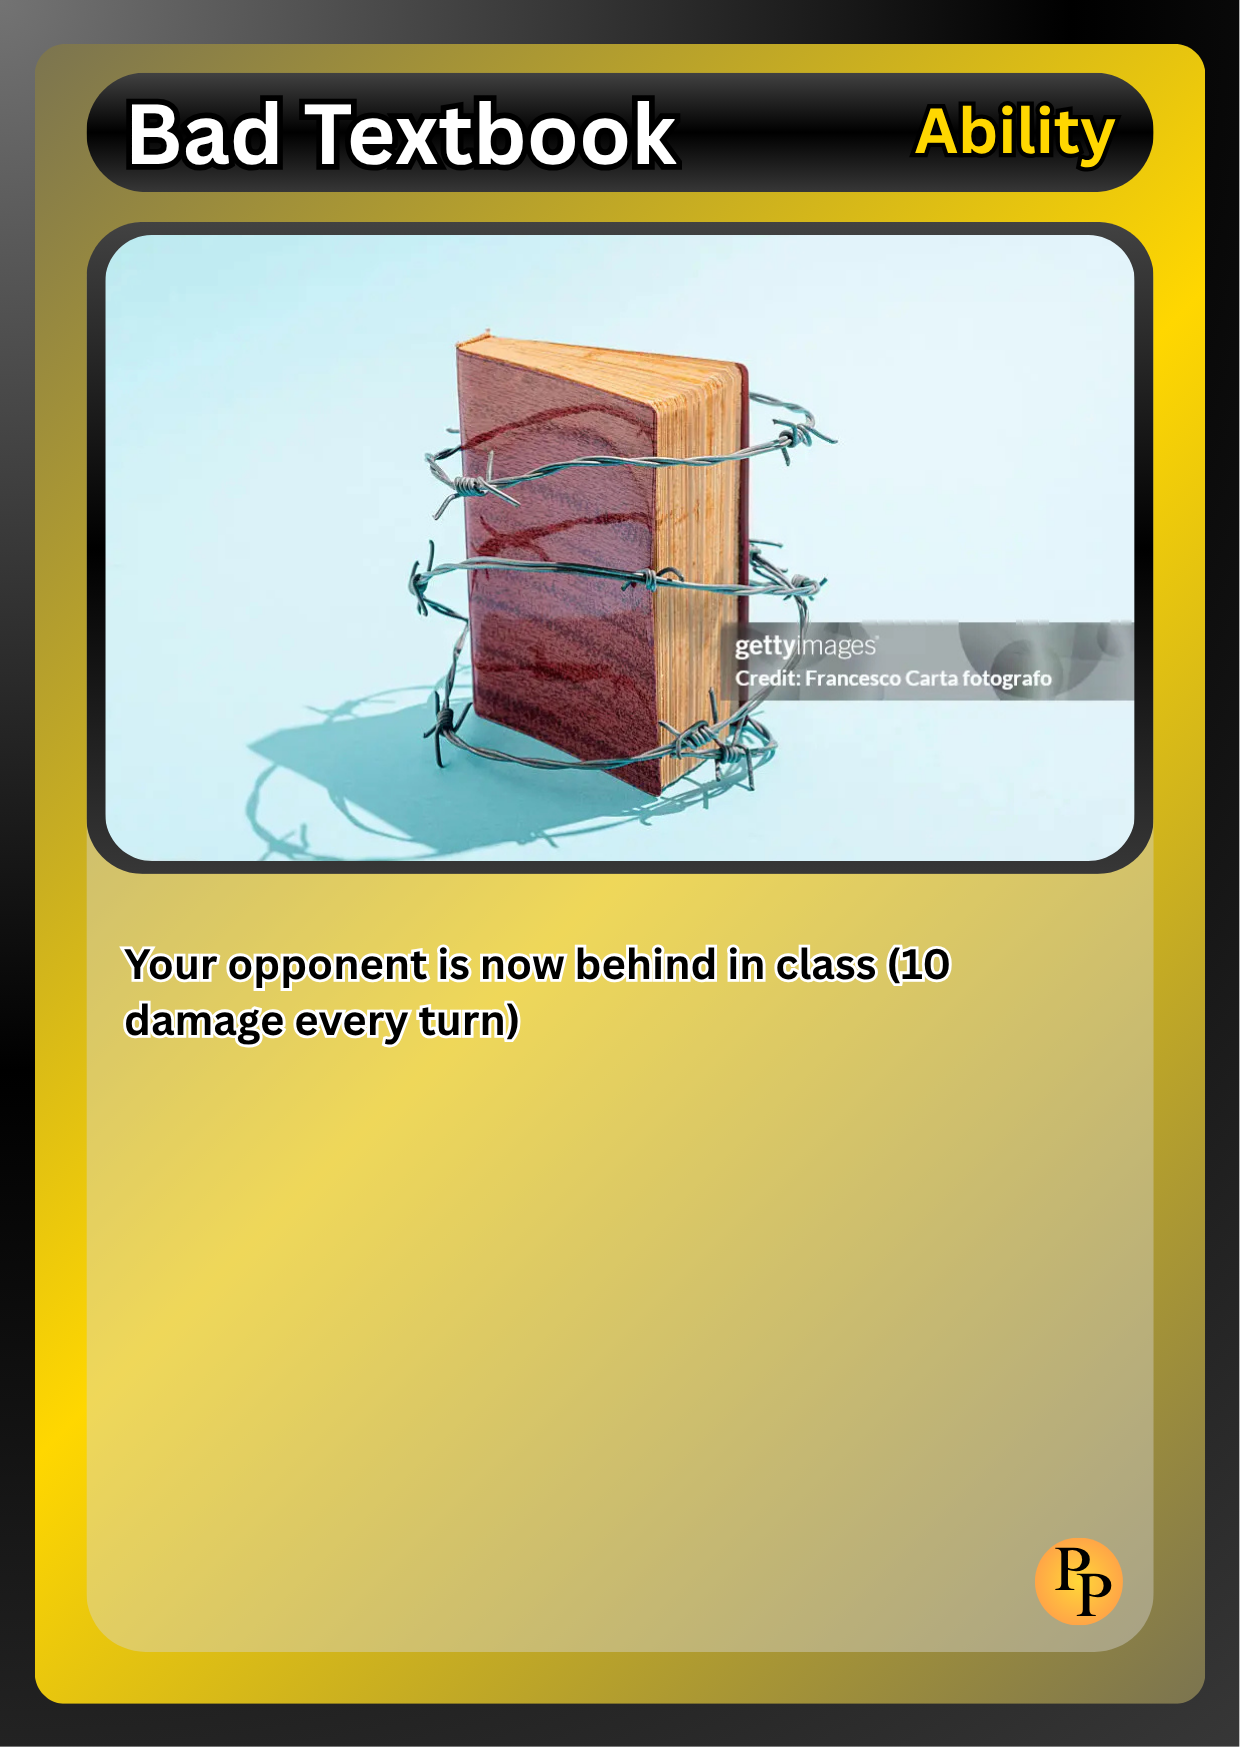 Bad Textbook
Ability
gettyimages
Credit: Francesco Carta fotografo
Your opponent is now behind in class (10
damage every turn)
PP